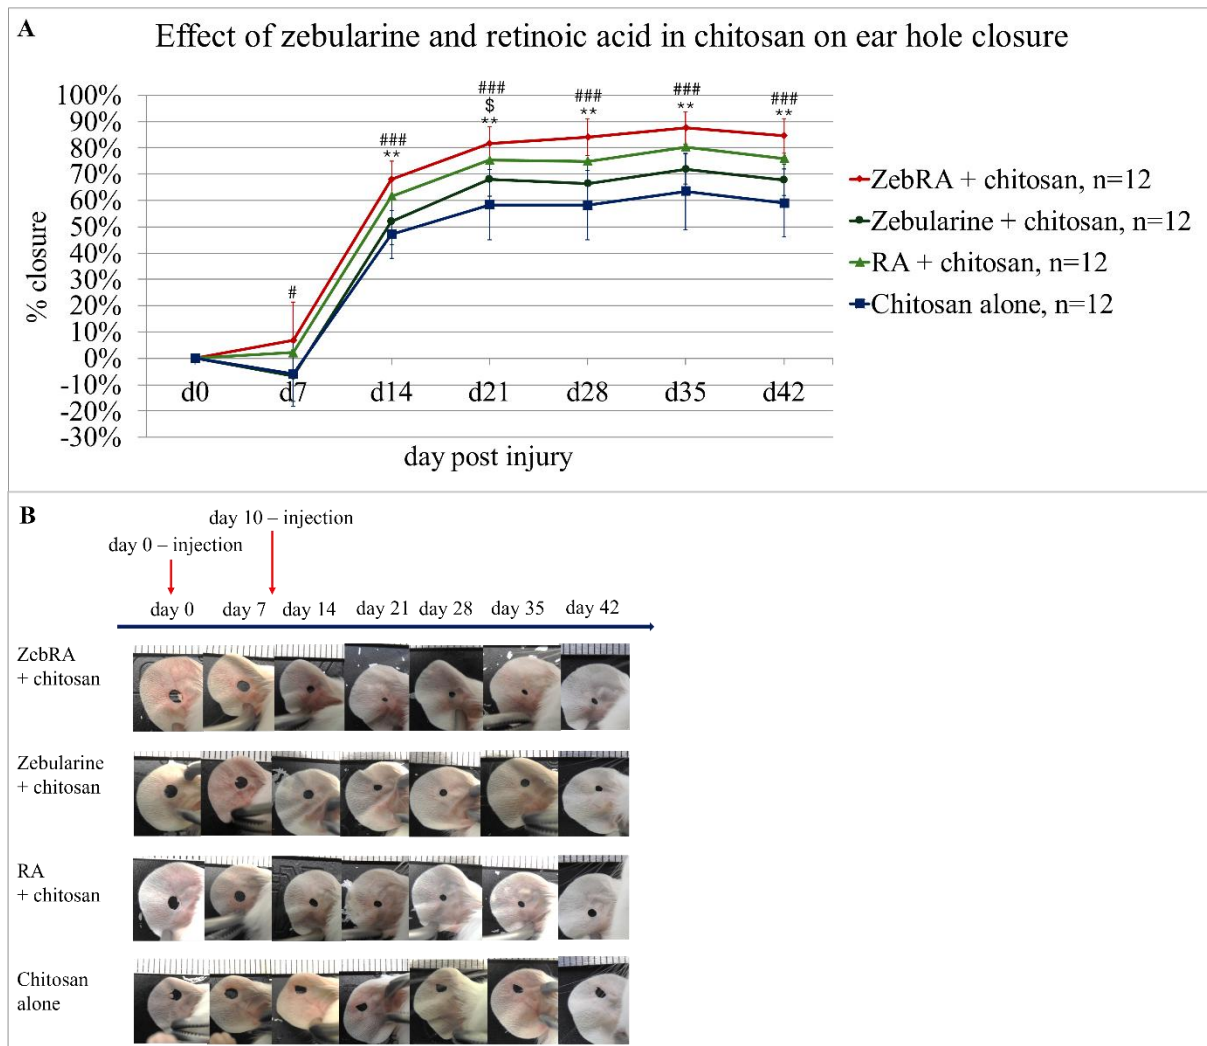 A
Effect of zebularine and retinoic acid in chitosan on ear hole closure
% closure
100%
90%
80%
70%
60%
50%
40%
30%
20%
10%
0%
-10%
-20%
-30%
#
###
**
###
$
**
###
**
###
**
###
**
d0 d7 d14 d21 d28 d35 d42
day post injury
ZebRA + chitosan, n=12
Zebularine + chitosan, n=12
RA + chitosan, n=12
Chitosan alone, n=12
B
day 10 – injection
day 0 – injection
day 0 day 7 day 14 day 21 day 28 day 35 day 42
ZebRA
+ chitosan
Zebularine
+ chitosan
RA
+ chitosan
Chitosan
alone